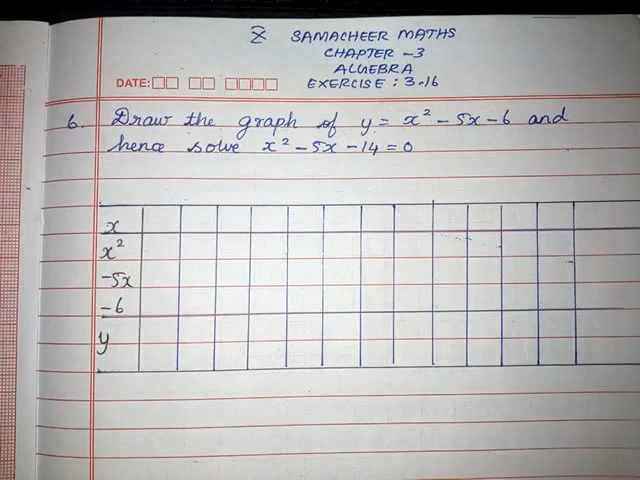 X SAMACHEER MATHS
CHAPTER -3
ALGEBRA
DATE:
EXERCISE : 3.16
6. Draw the graph of y = x² - 5x - 6 and
hence solve x² - 5x - 14 = 0
x
x²
-5x
-6
y